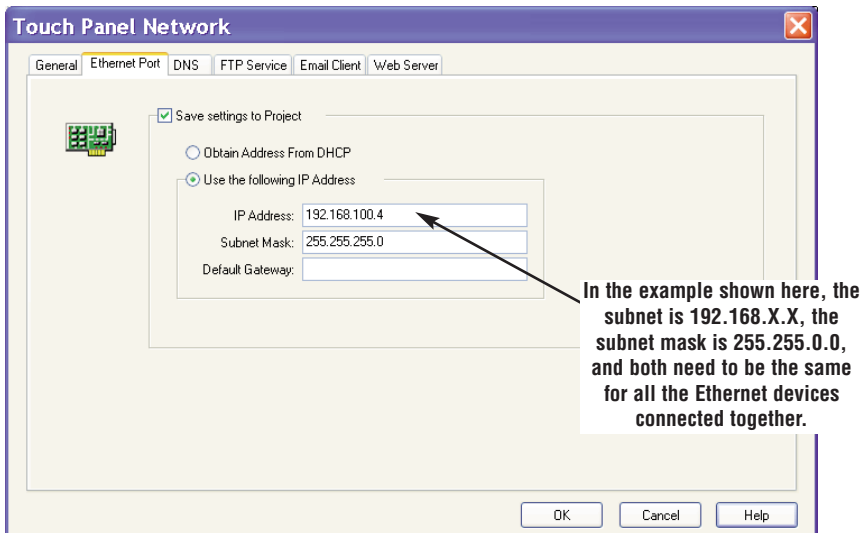 Touch Panel Network
General Ethernet Port DNS FTP Service Email Client Web Server
Save settings to Project
Obtain Address From DHCP
Use the following IP Address
IP Address: 192.168.100.4
Subnet Mask: 255.255.255.0
Default Gateway:
In the example shown here, the
subnet is 192.168.X.X, the
subnet mask is 255.255.0.0,
and both need to be the same
for all the Ethernet devices
connected together.
OK Cancel Help